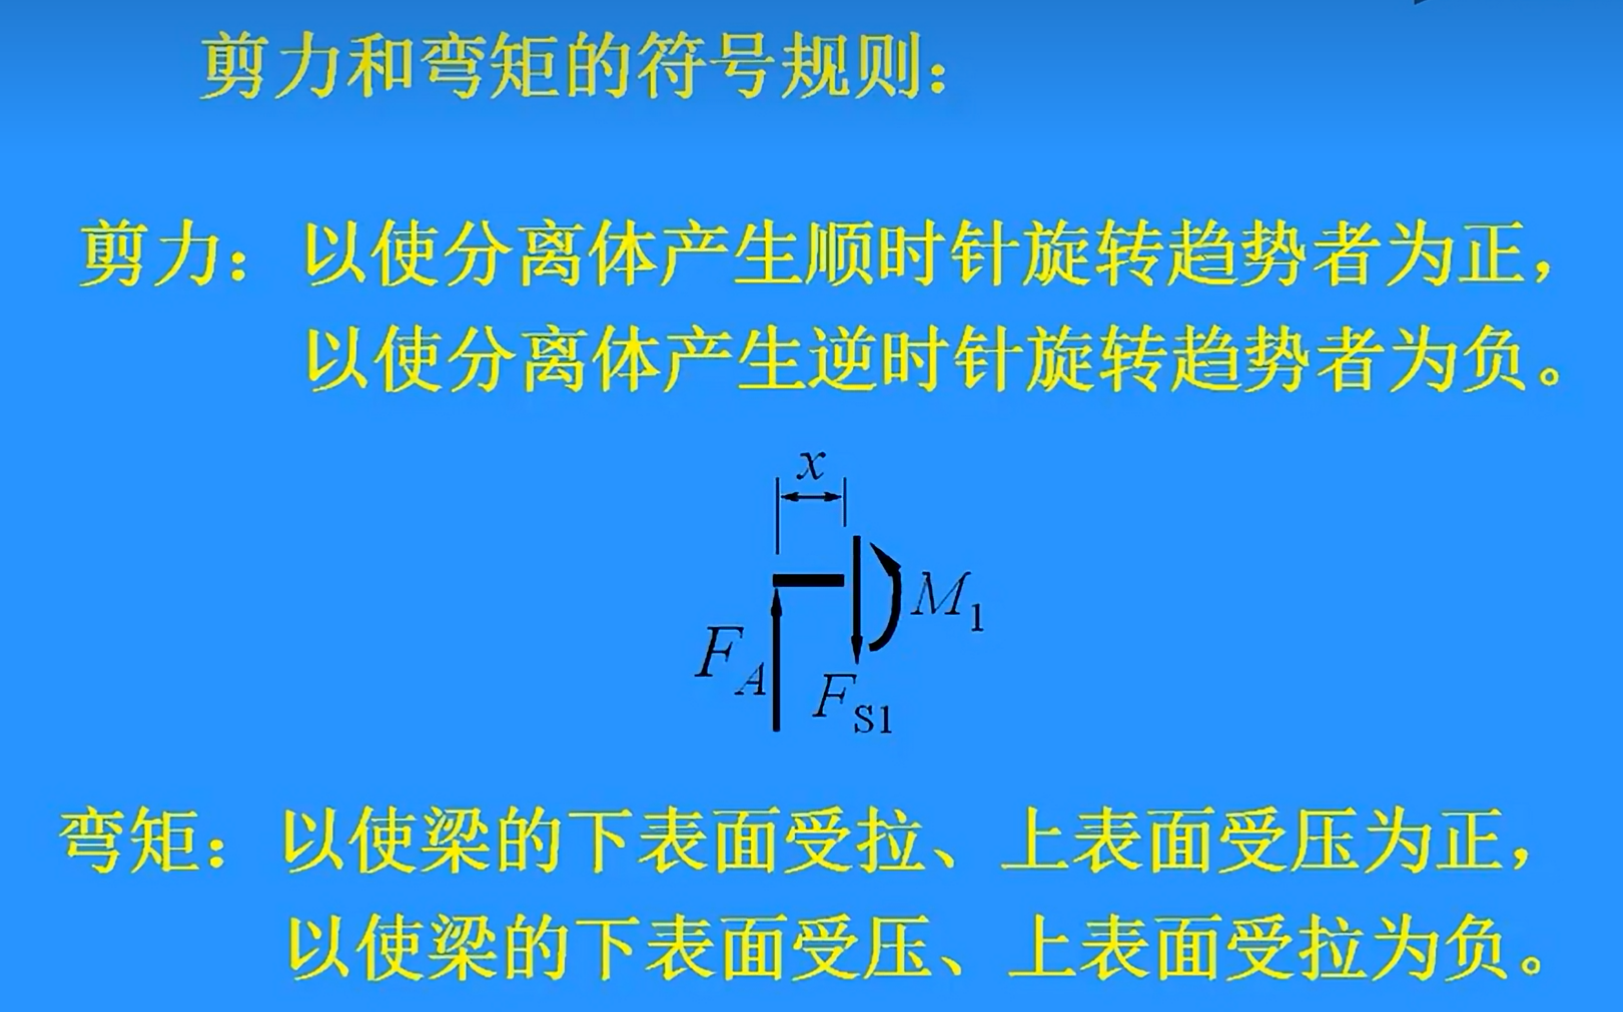 剪力和弯矩的符号规则：
剪力：以使分离体产生顺时针旋转趋势者为正，
以使分离体产生逆时针旋转趋势者为负。
x
M1
FA
FS1
弯矩：以使梁的下表面受拉、上表面受压为正，
以使梁的下表面受压、上表面受拉为负。